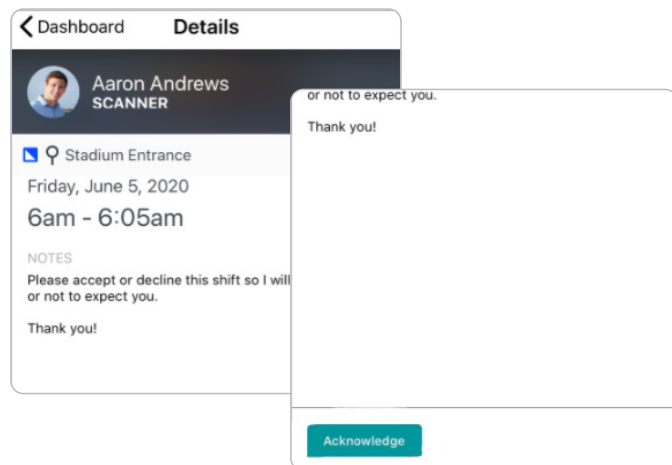 Dashboard
Details
Aaron Andrews
SCANNER
Stadium Entrance
Friday, June 5, 2020
6am - 6:05am
NOTES
Please accept or decline this shift so I will
or not to expect you.
Thank you!
or not to expect you.
Thank you!
Acknowledge